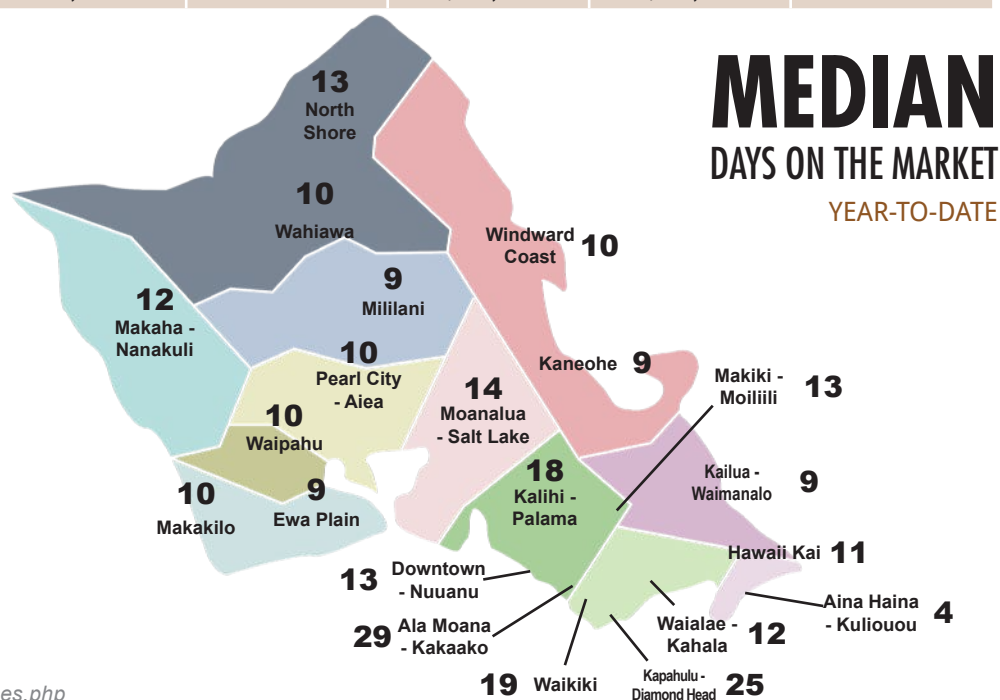 MEDIAN
DAYS ON THE MARKET
YEAR-TO-DATE
13
North
Shore
10
Wahiawa
Windward
Coast
10
9
Mililani
12
Makaha -
Nanakuli
10
Pearl City
- Aiea
Kaneohe 9
14
Moanalua
- Salt Lake
Makiki -
Moiliili
13
10
Waipahu
18
Kalihi -
Palama
Kailua -
Waimanalo
9
10
Makakilo
9
Ewa Plain
Hawaii Kai 11
13
Downtown
- Nuuanu
Aina Haina
- Kuliouou
4
29
Ala Moana
- Kakaako
Waialae -
Kahala
12
19 Waikiki
Kapahulu -
Diamond Head
25
es.php